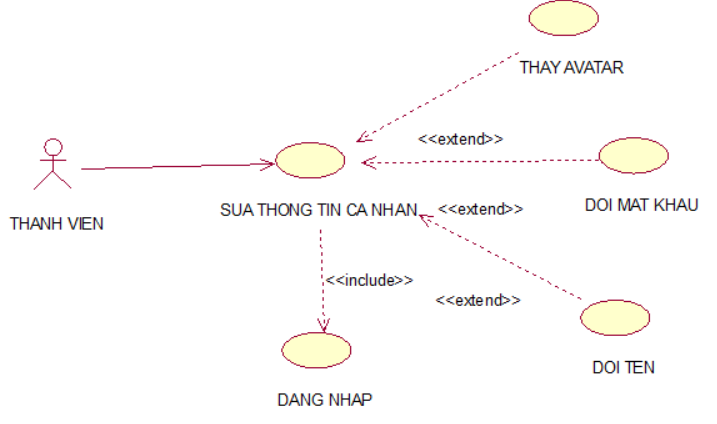 THAY AVATAR
<<extend>>
DOI MAT KHAU
SUA THONG TIN CA NHAN
<<extend>>
THANH VIEN
<<include>>
<<extend>>
DOI TEN
DANG NHAP